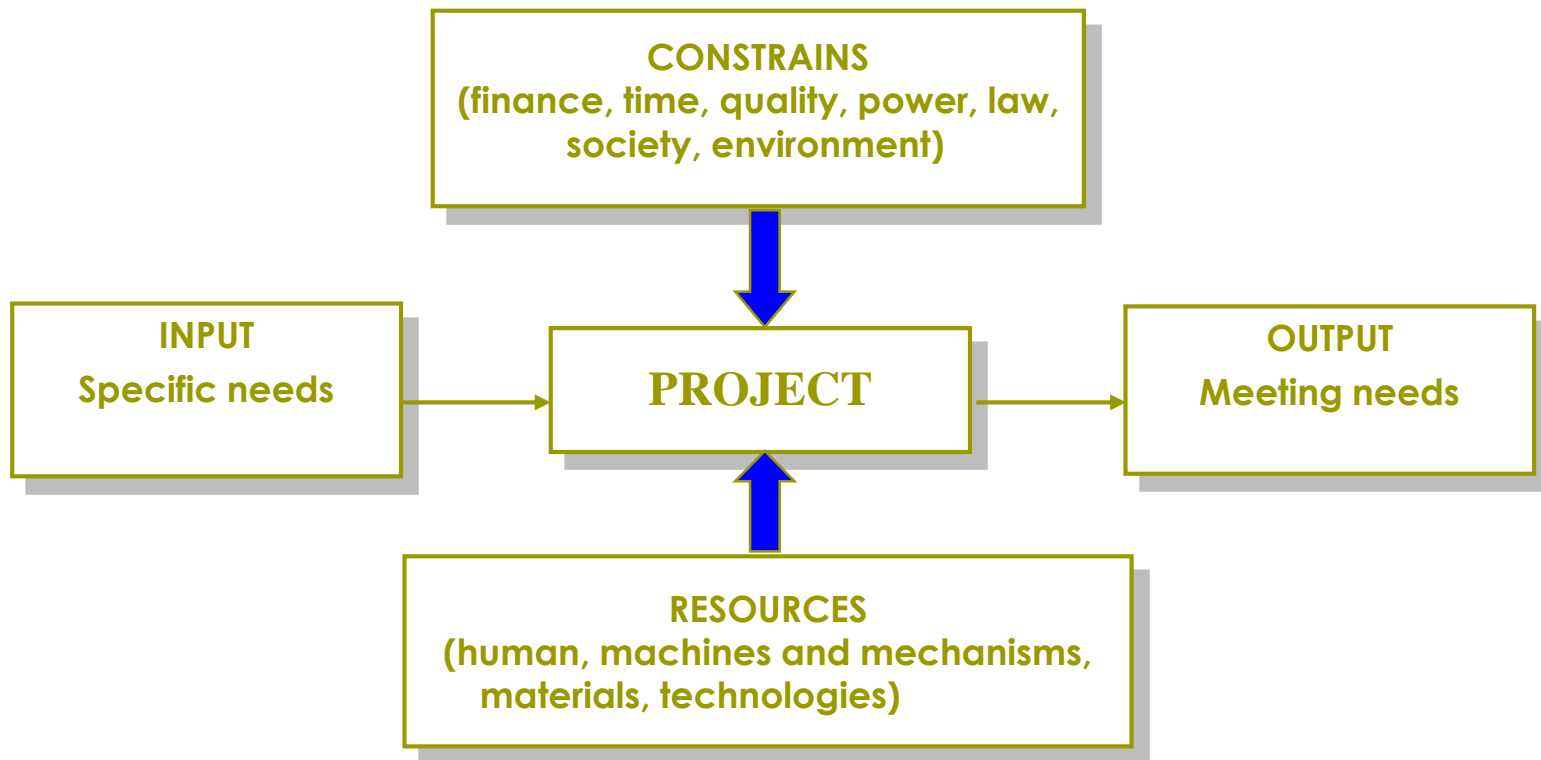 CONSTRAINS
(finance, time, quality, power, law,
society, environment)
INPUT
Specific needs
PROJECT
OUTPUT
Meeting needs
RESOURCES
(human, machines and mechanisms,
materials, technologies)